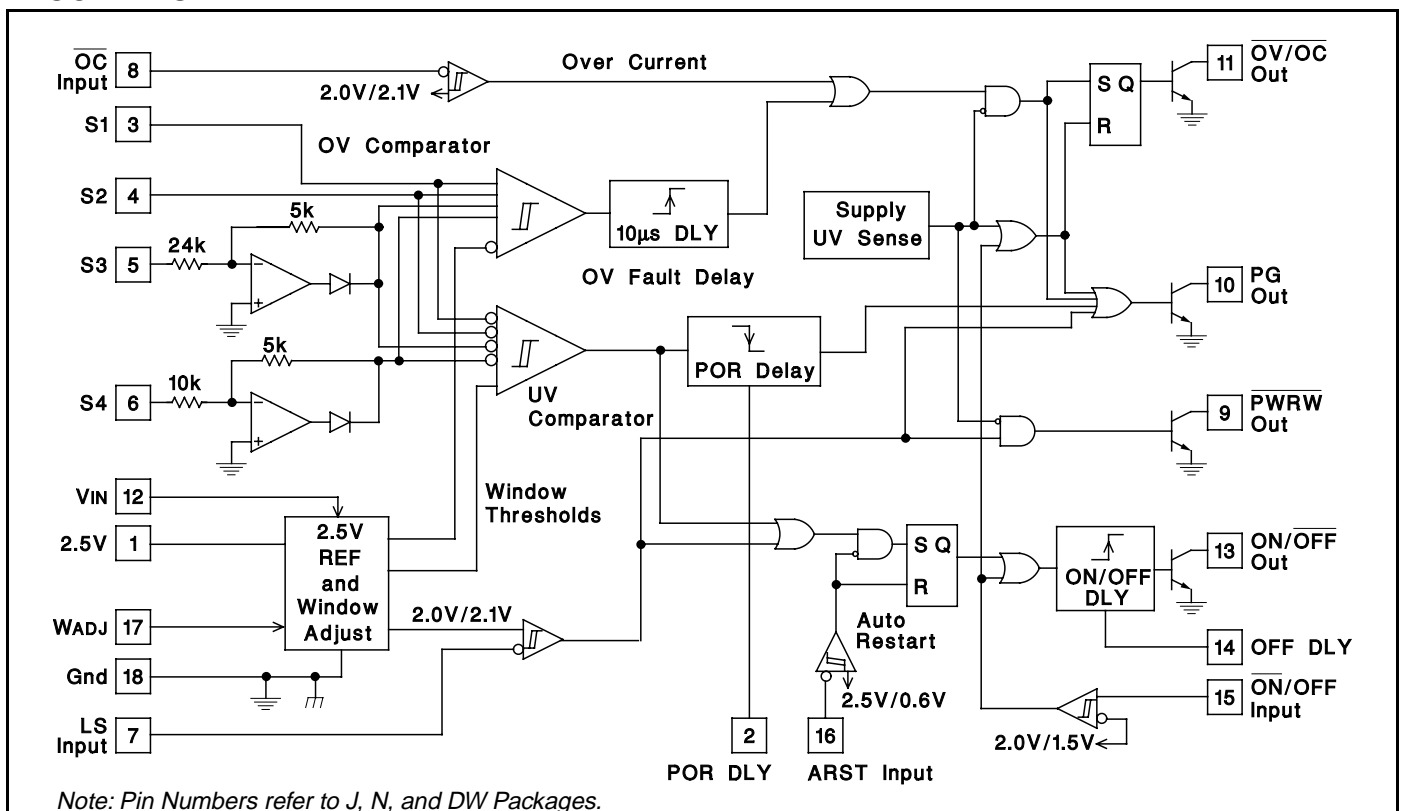 OC
Input
8
2.0V/2.1V
Over Current
S1 3
OV Comparator
S2 4
5k
24k
S3 5
-
+
10µs DLY
OV Fault Delay
Supply
UV Sense
S Q
R
11 OV/OC
Out
10 PG
Out
5k
10k
S4 6
-
+
UV
Comparator
POR Delay
9 PWRW
Out
VIN 12
2.5V 1
2.5V
REF
and
Window
Adjust
Window
Thresholds
WADJ 17
Gnd 18
2.0V/2.1V
LS
Input
7
S Q
R
Auto
Restart
2.5V/0.6V
ON/OFF
DLY
13 ON/OFF
Out
14 OFF DLY
15 ON/OFF
Input
2.0V/1.5V
2
POR DLY
16
ARST Input
Note: Pin Numbers refer to J, N, and DW Packages.